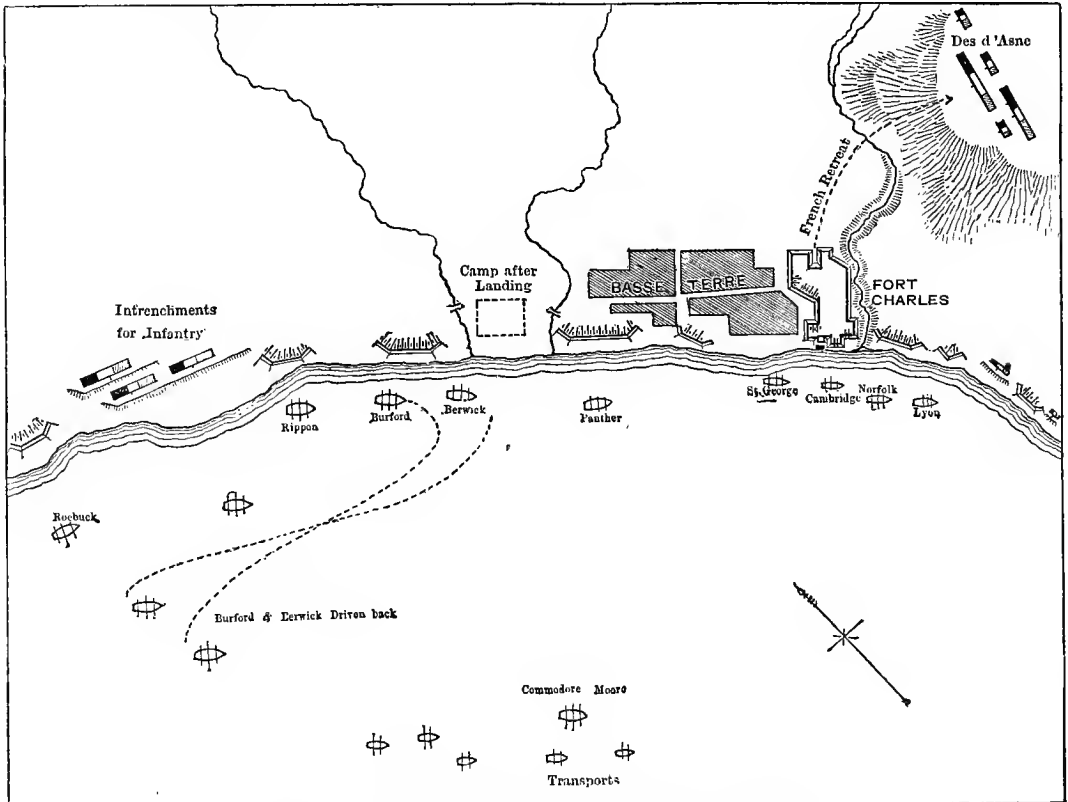 Des d'Asne
French Retreat
Camp after
Landing
BASSE TERRE
FORT
CHARLES
Intrenchments
for Infantry
Rippon
Burford
Berwick
Panther
St. George
Cambridge
Norfolk
Lyon
Roebuck
Burford & Berwick Driven back
Commodore Moore
Transports